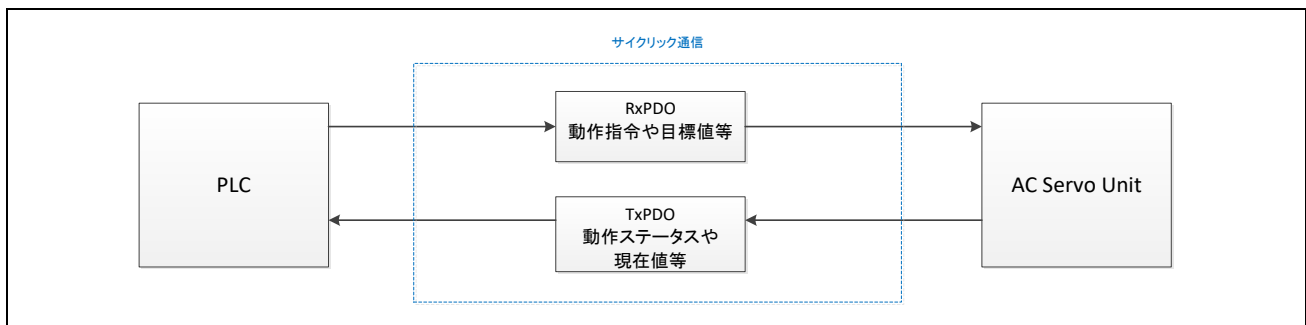 サイクリック通信
PLC
RxPDO
動作指令や目標値等
TxPDO
動作ステータスや
現在値等
AC Servo Unit